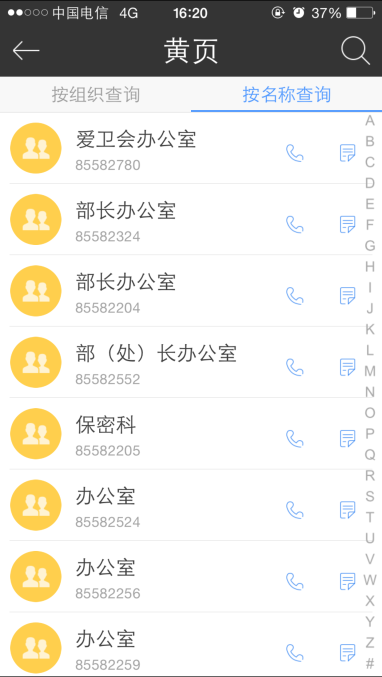 中国电信 4G 16:20 37%
黄页
按组织查询 按名称查询
爱卫会办公室
85582780
部长办公室
85582324
部长办公室
85582204
部（处）长办公室
85582552
保密科
85582205
办公室
85582524
办公室
85582256
办公室
85582259
A
B
C
D
E
F
G
H
I
J
K
L
M
N
O
P
Q
R
S
T
U
V
W
X
Y
Z
#